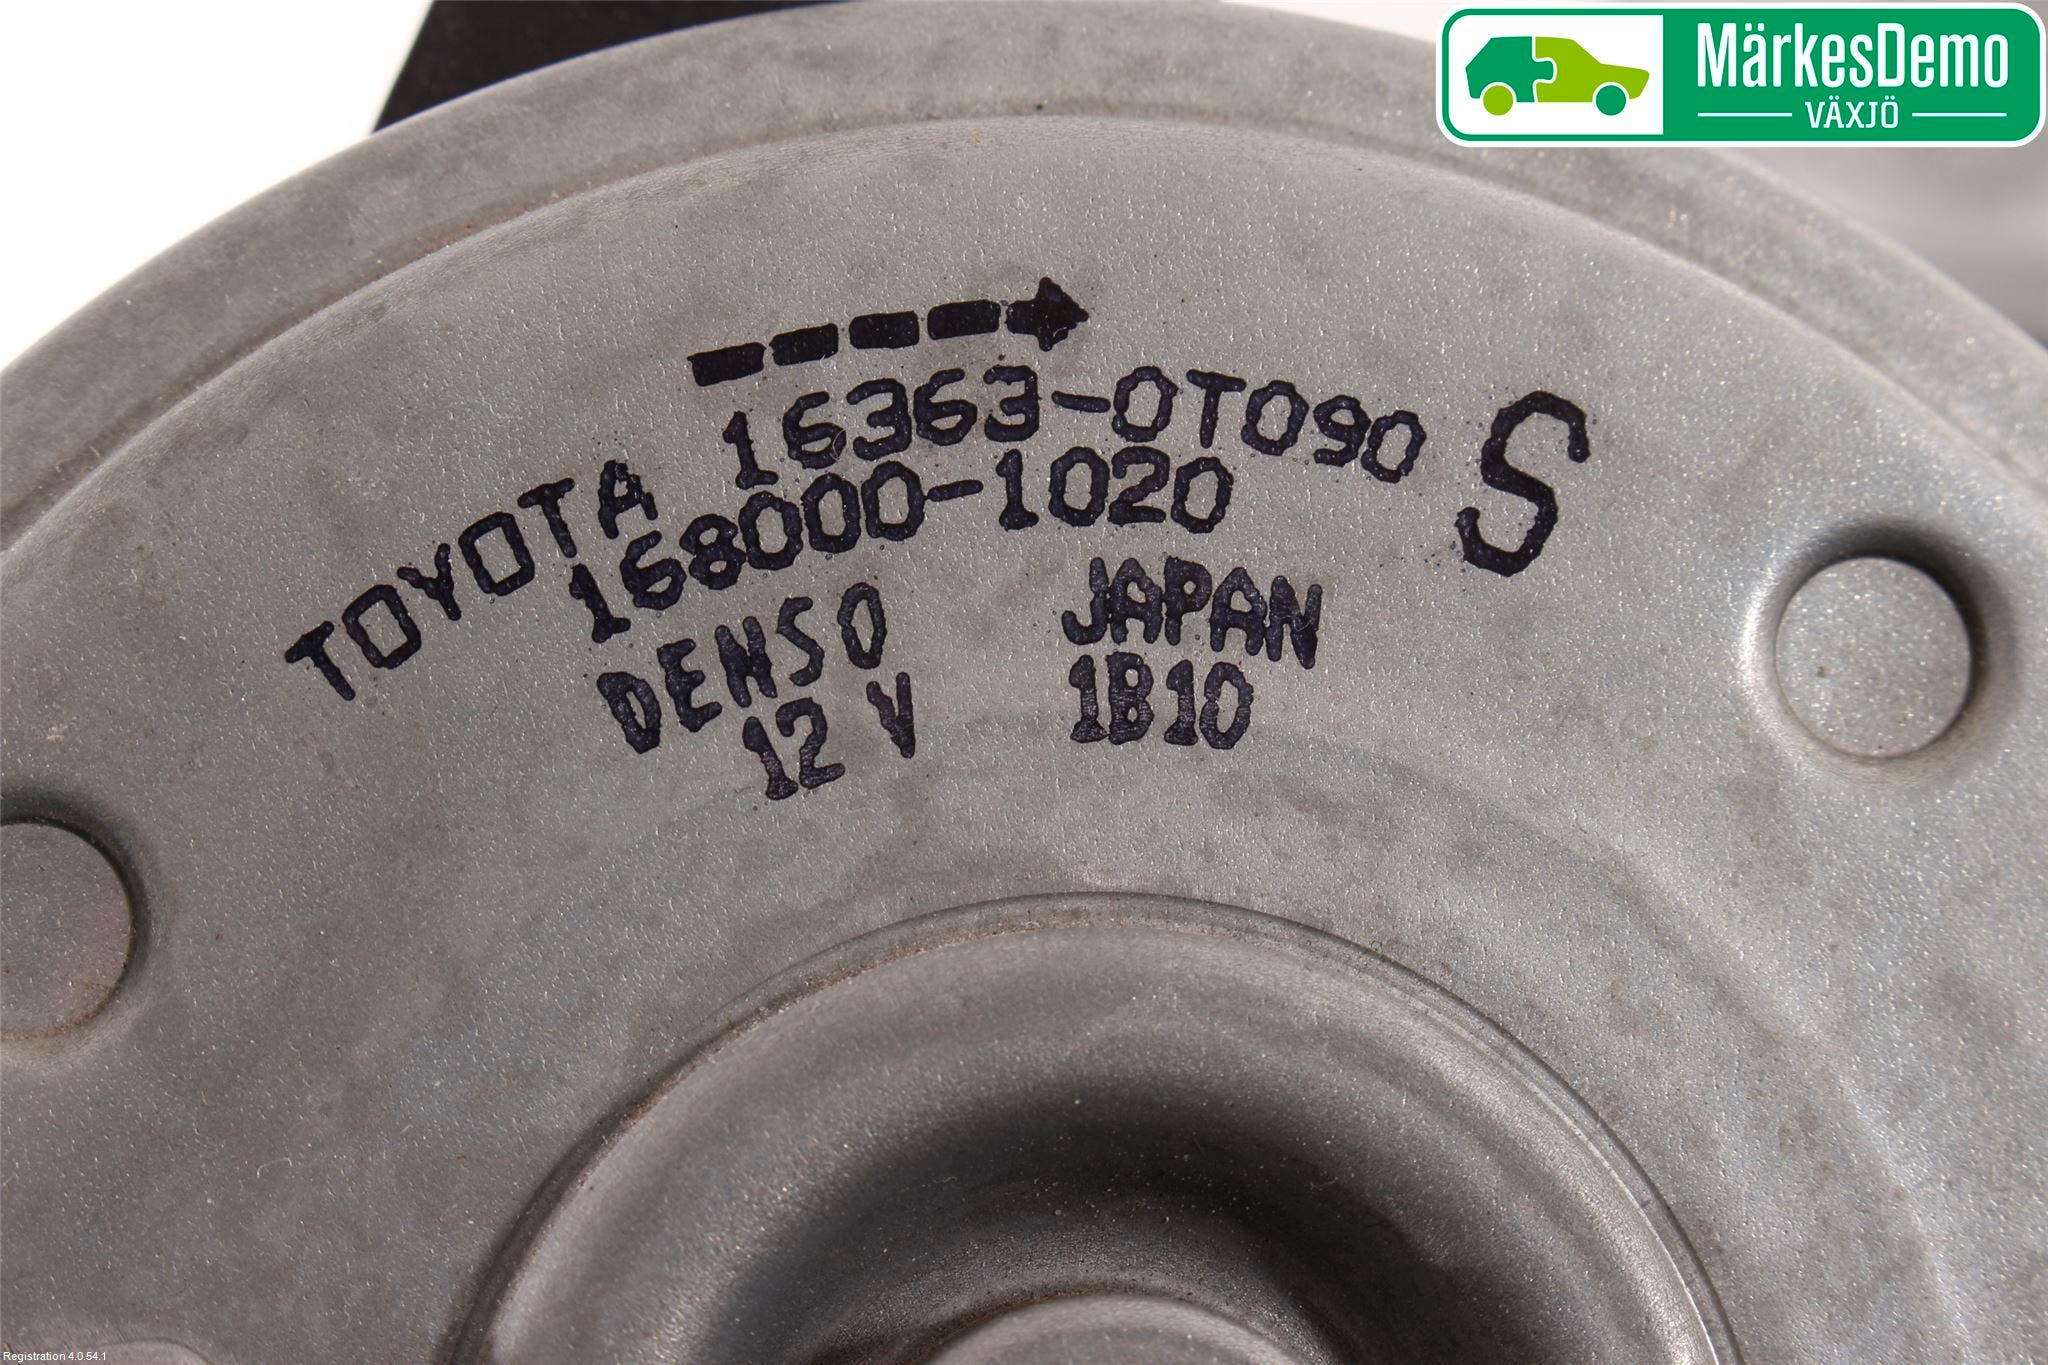 MärkesDemo
VÄXJÖ
TOYOTA 16363-0T090 S
168000-1020
DENSO JAPAN
12 V 1B10
Registration 4.0.54.1